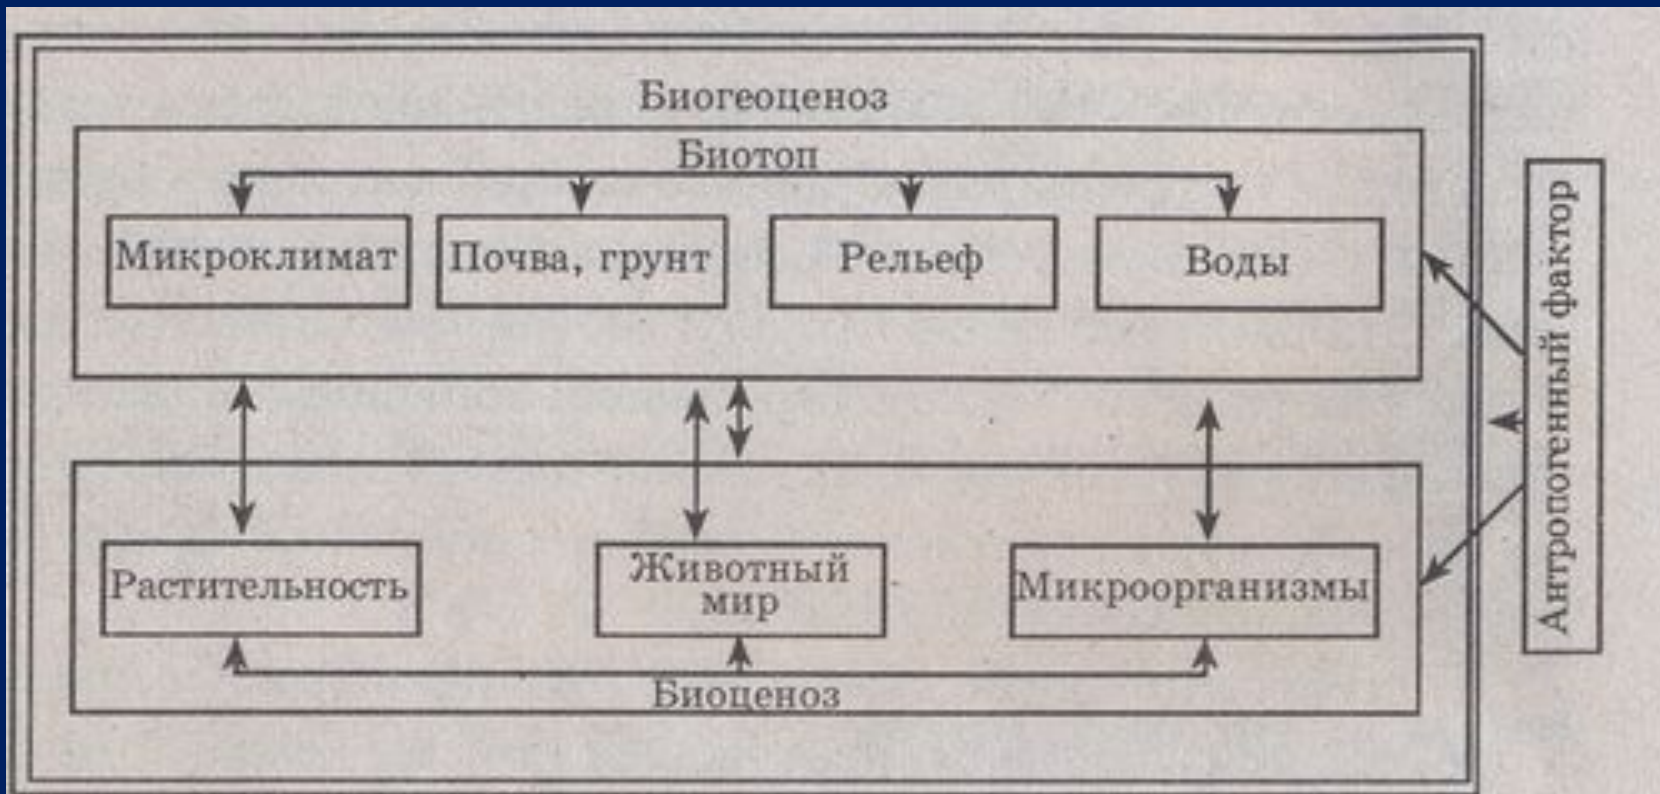 Биогеоценоз
Биотоп
Микроклимат
Почва, грунт
Рельеф
Воды
Антропогенный фактор
Растительность
Животный
мир
Микроорганизмы
Биоценоз